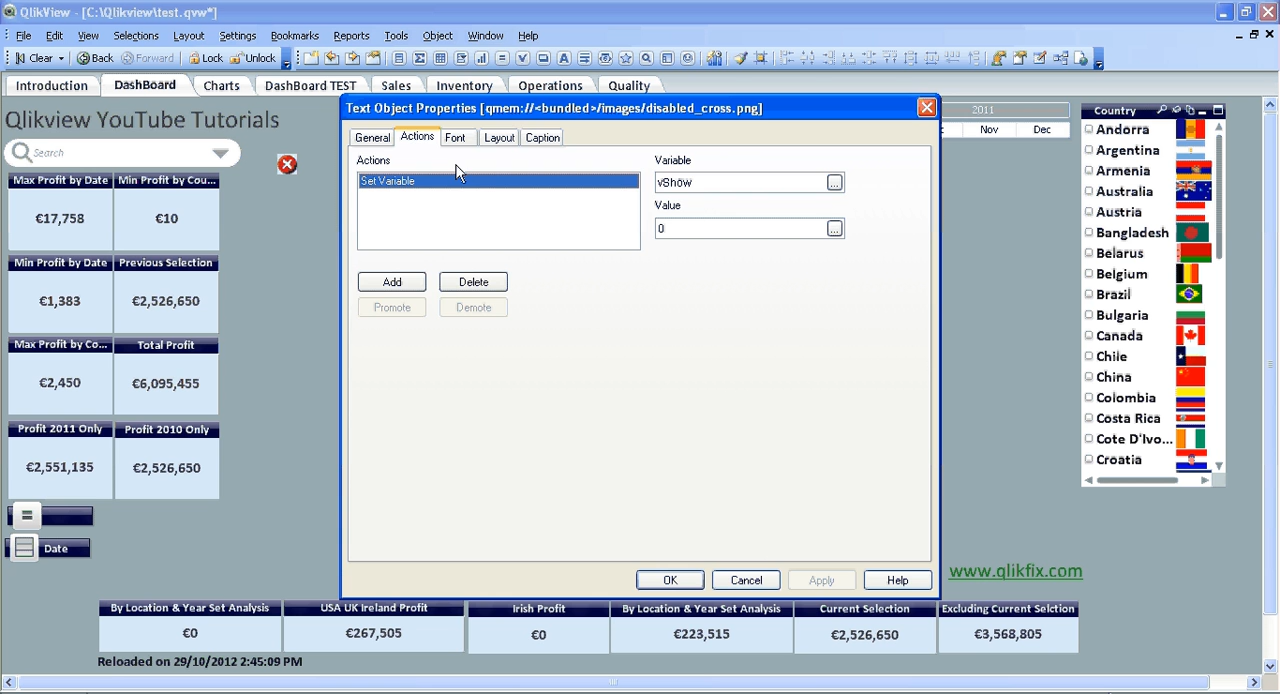 QlikView - [C:\Qlikview\test.qvw*]
File Edit View Selections Layout Settings Bookmarks Reports Tools Object Window Help
Clear Back Forward Lock Unlock
Introduction DashBoard Charts DashBoard TEST Sales Inventory Operations Quality
Qlikview YouTube Tutorials
Search
Max Profit by Date Min Profit by Cou...
€17,758 €10
Min Profit by Date Previous Selection
€1,383 €2,526,650
Max Profit by Co... Total Profit
€2,450 €6,095,455
Profit 2011 Only Profit 2010 Only
€2,551,135 €2,526,650
=
Date
Text Object Properties [qmem://<bundled>/images/disabled_cross.png]
General Actions Font Layout Caption
Actions
Set Variable
Variable
vShow
...
Value
0
...
Add Delete
Promote Demote
OK Cancel Apply Help
2011
Nov Dec
Country
Andorra
Argentina
Armenia
Australia
Austria
Bangladesh
Belarus
Belgium
Brazil
Bulgaria
Canada
Chile
China
Colombia
Costa Rica
Cote D'Ivo...
Croatia
www.qlikfix.com
By Location & Year Set Analysis USA UK Ireland Profit Irish Profit By Location & Year Set Analysis Current Selection Excluding Current Selction
€0 €267,505 €0 €223,515 €2,526,650 €3,568,805
Reloaded on 29/10/2012 2:45:09 PM